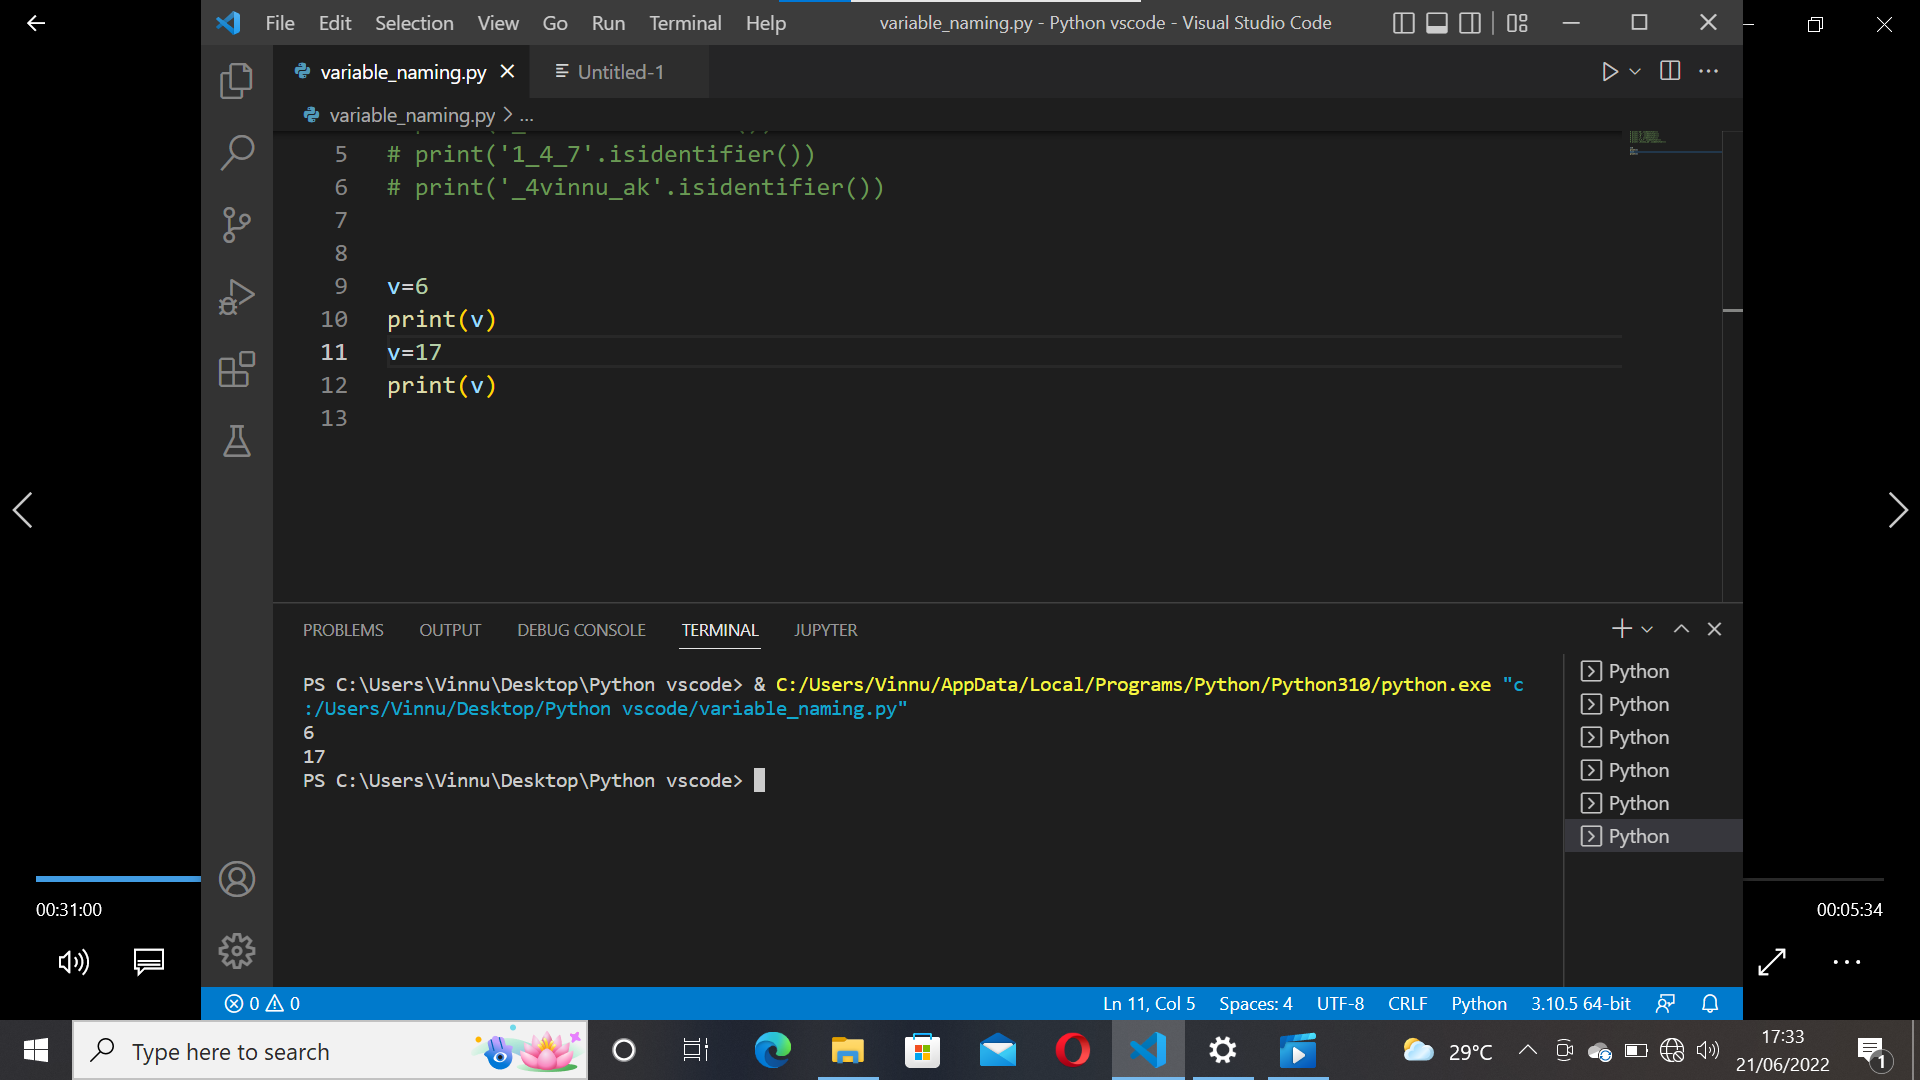 File Edit Selection View Go Run Terminal Help variable_naming.py - Python vscode - Visual Studio Code
variable_naming.py Untitled-1
variable_naming.py > ...
5 # print('1_4_7'.isidentifier())
6 # print('_4vinnu_ak'.isidentifier())
7
8
9 v=6
10 print(v)
11 v=17
12 print(v)
13
PROBLEMS OUTPUT DEBUG CONSOLE TERMINAL JUPYTER
PS C:\Users\Vinnu\Desktop\Python vscode> & C:/Users/Vinnu/AppData/Local/Programs/Python/Python310/python.exe "c
:/Users/Vinnu/Desktop/Python vscode/variable_naming.py"
6
17
PS C:\Users\Vinnu\Desktop\Python vscode>
Python
Python
Python
Python
Python
Python
00:31:00
00:05:34
0 0 Ln 11, Col 5 Spaces: 4 UTF-8 CRLF Python 3.10.5 64-bit
Type here to search
29°C
17:33
21/06/2022
1